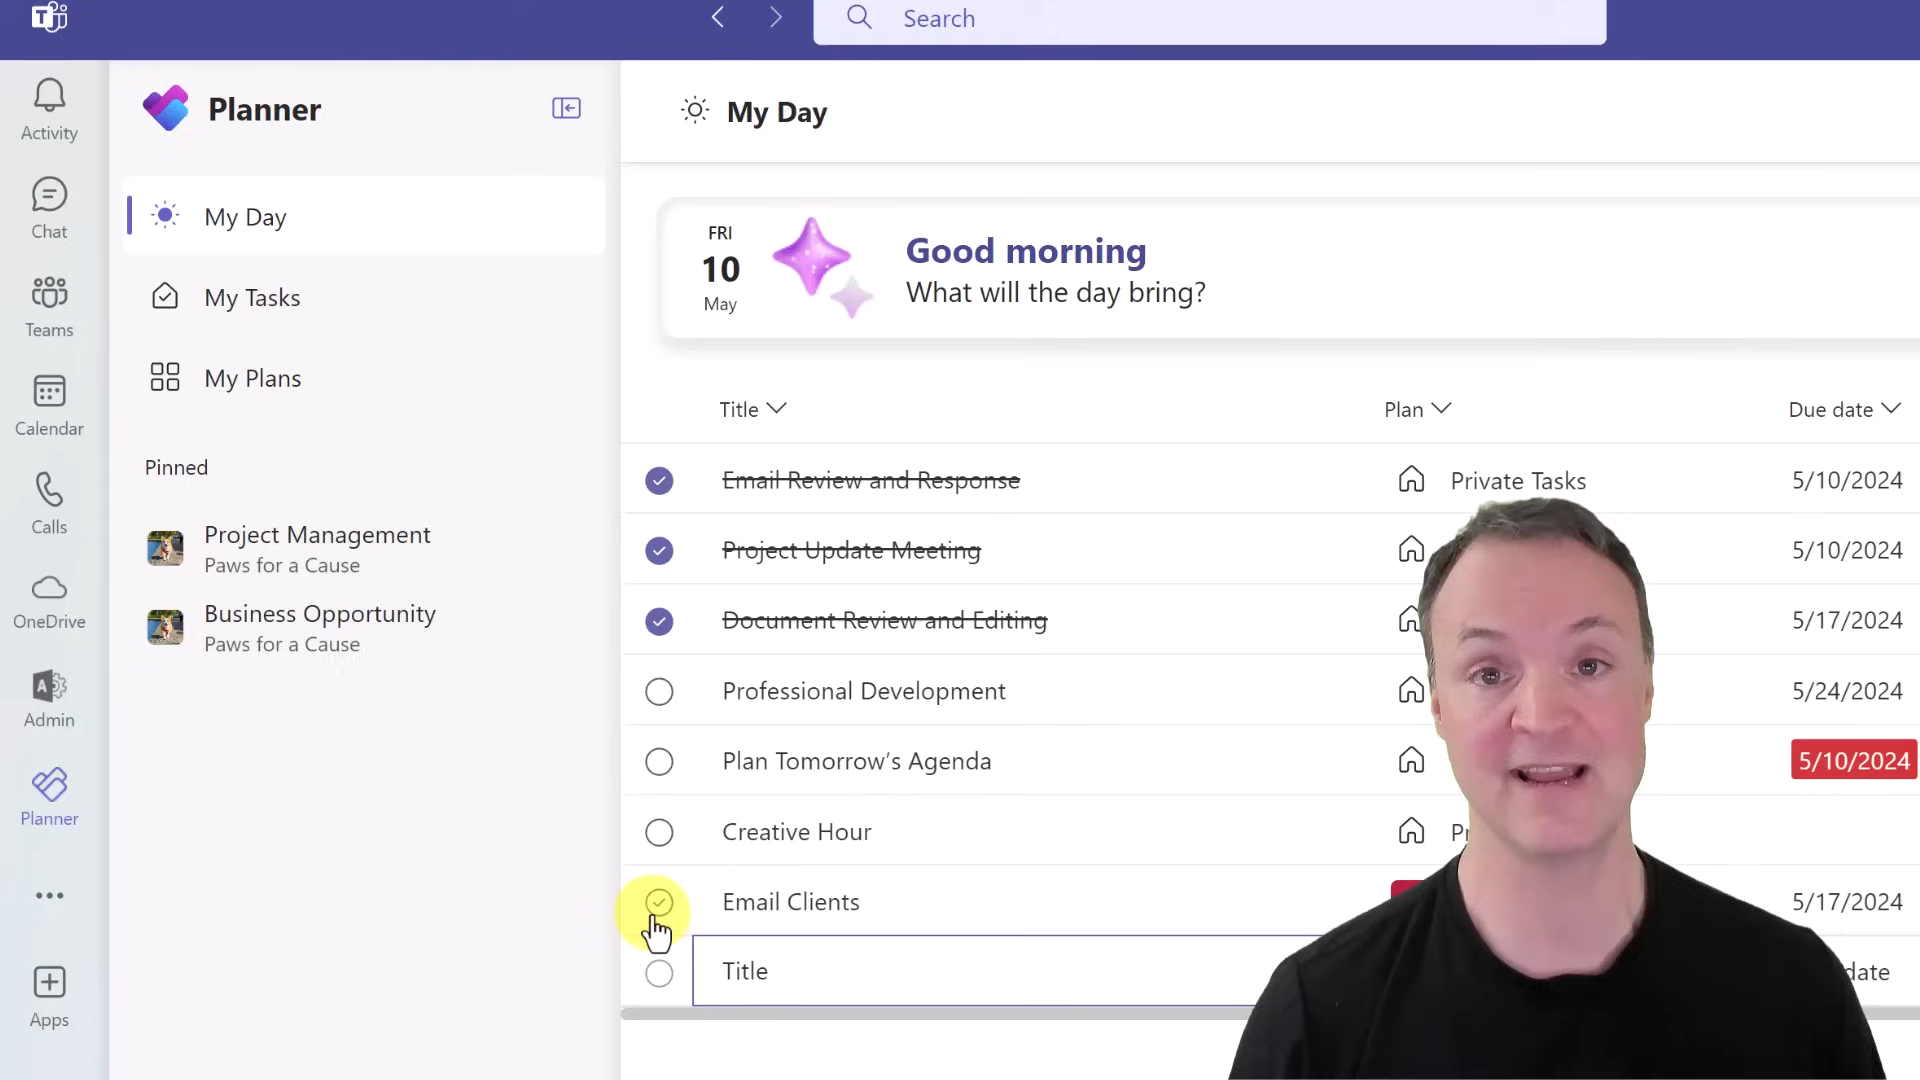 Search
Activity
Chat
Teams
Calendar
Calls
OneDrive
Admin
Planner
Apps
Planner
My Day
My Tasks
My Plans
Pinned
Project Management
Paws for a Cause
Business Opportunity
Paws for a Cause
My Day
FRI
10
May
Good morning
What will the day bring?
Title Plan Due date
Email Review and Response Private Tasks 5/10/2024
Project Update Meeting 5/10/2024
Document Review and Editing 5/17/2024
Professional Development 5/24/2024
Plan Tomorrow's Agenda 5/10/2024
Creative Hour
Email Clients 5/17/2024
Title date